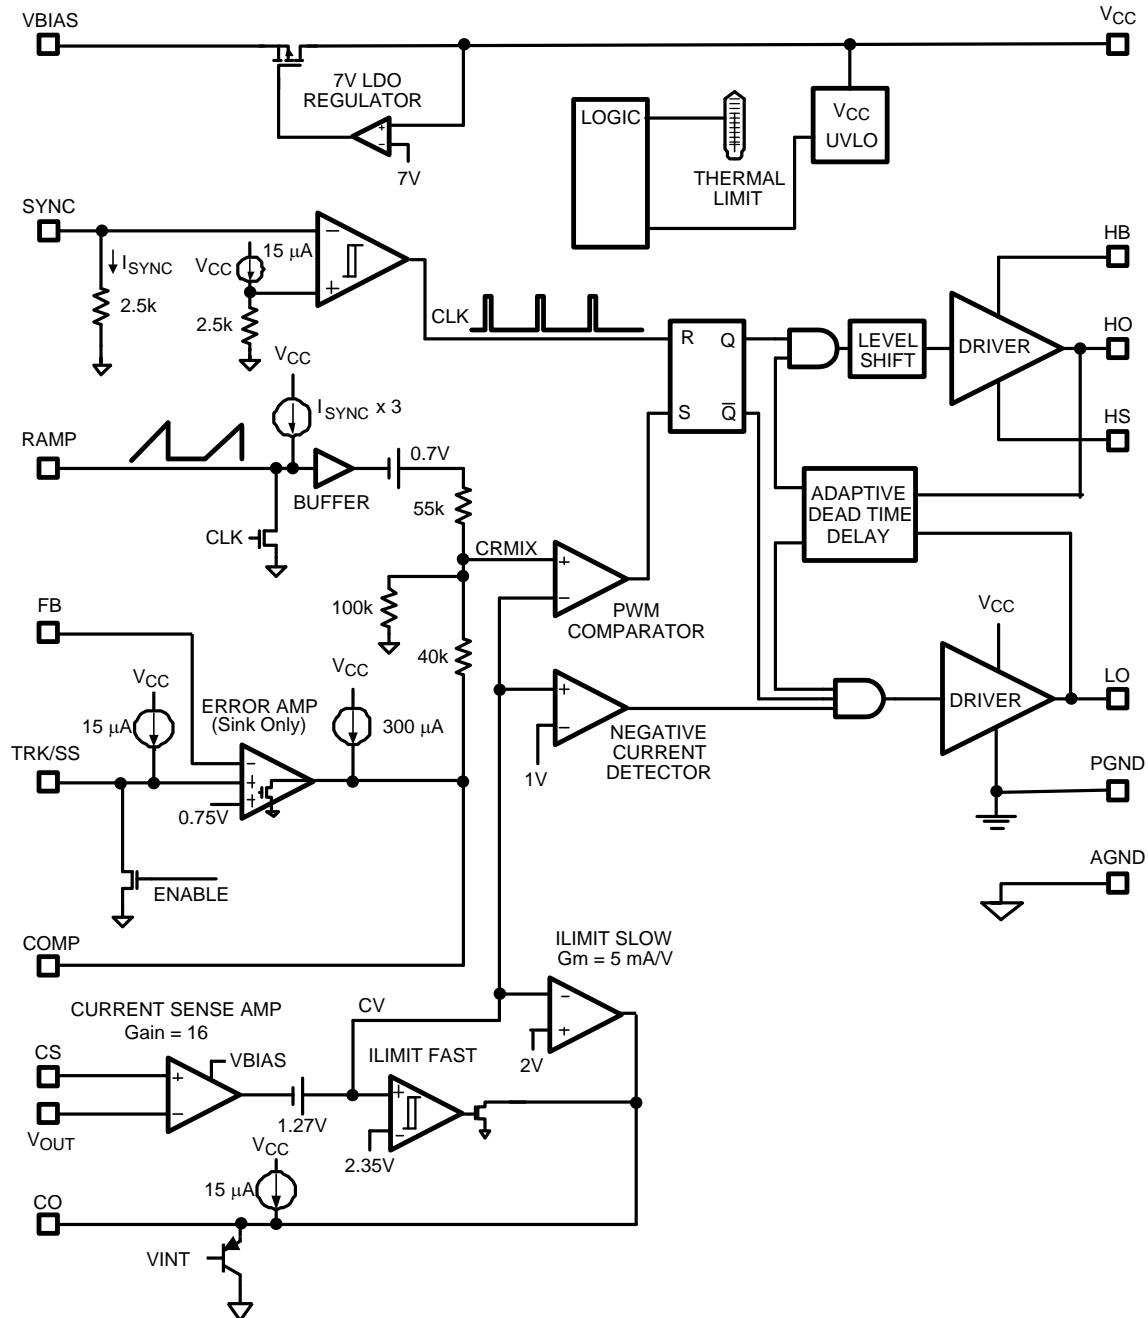 VBIAS
VCC
7V LDO
REGULATOR
+
-
7V
LOGIC
THERMAL
LIMIT
VCC
UVLO
SYNC
ISYNC
2.5k
VCC
15 μA
2.5k
−
+
CLK
R
Q
S
Q̅
LEVEL
SHIFT
DRIVER
HB
HO
HS
VCC
ISYNC x 3
RAMP
BUFFER
0.7V
55k
CLK
CRMIX
+
−
PWM
COMPARATOR
100k
40k
ADAPTIVE
DEAD TIME
DELAY
FB
VCC
15 μA
ERROR AMP
(Sink Only)
VCC
300 μA
TRK/SS
-
+
+
0.75V
ENABLE
+
−
1V
NEGATIVE
CURRENT
DETECTOR
VCC
DRIVER
LO
PGND
AGND
COMP
ILIMIT SLOW
Gm = 5 mA/V
-
+
2V
CV
CURRENT SENSE AMP
Gain = 16
CS
VBIAS
+
−
VOUT
1.27V
ILIMIT FAST
+
−
2.35V
VCC
15 μA
CO
VINT